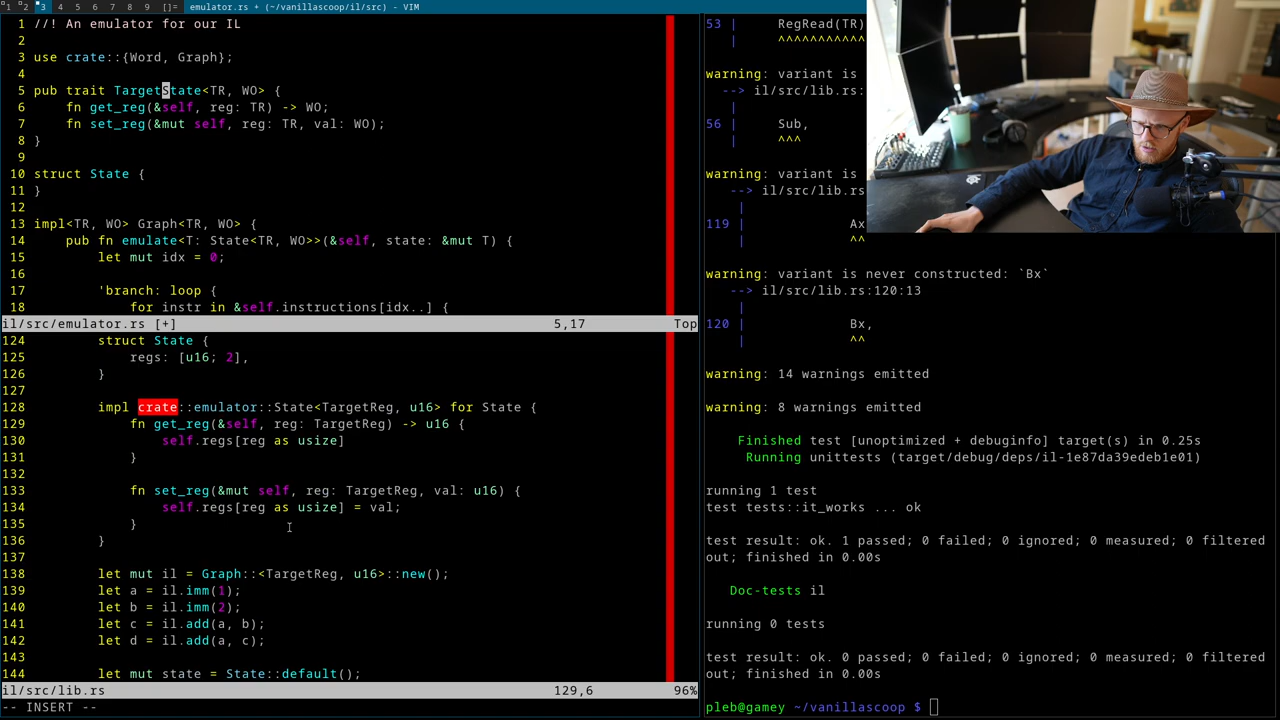 1 2 3 4 5 6 7 8 9 []= emulator.rs + (~/vanillascoop/il/src) - VIM
1 //! An emulator for our IL
2
3 use crate::{Word, Graph};
4
5 pub trait TargetState<TR, WO> {
6     fn get_reg(&self, reg: TR) -> WO;
7     fn set_reg(&mut self, reg: TR, val: WO);
8 }
9
10 struct State {
11 }
12
13 impl<TR, WO> Graph<TR, WO> {
14     pub fn emulate<T: State<TR, WO>>(&self, state: &mut T) {
15         let mut idx = 0;
16
17         'branch: loop {
18             for instr in &self.instructions[idx..] {
il/src/emulator.rs [+] 5,17 Top
124         struct State {
125             regs: [u16; 2],
126         }
127
128         impl crate::emulator::State<TargetReg, u16> for State {
129             fn get_reg(&self, reg: TargetReg) -> u16 {
130                 self.regs[reg as usize]
131             }
132
133             fn set_reg(&mut self, reg: TargetReg, val: u16) {
134                 self.regs[reg as usize] = val;
135             }
136         }
137
138         let mut il = Graph::<TargetReg, u16>::new();
139         let a = il.imm(1);
140         let b = il.imm(2);
141         let c = il.add(a, b);
142         let d = il.add(a, c);
143
144         let mut state = State::default();
il/src/lib.rs 129,6 96%
-- INSERT --
53 |     RegRead(TR)
   |     ^^^^^^^^^^^
warning: variant is
  --> il/src/lib.rs:
   |
56 |     Sub,
   |     ^^^
warning: variant is
   --> il/src/lib.rs
    |
119 |             Ax
    |             ^^
warning: variant is never constructed: `Bx`
   --> il/src/lib.rs:120:13
    |
120 |             Bx,
    |             ^^
warning: 14 warnings emitted
warning: 8 warnings emitted
    Finished test [unoptimized + debuginfo] target(s) in 0.25s
     Running unittests (target/debug/deps/il-1e87da39edeb1e01)
running 1 test
test tests::it_works ... ok
test result: ok. 1 passed; 0 failed; 0 ignored; 0 measured; 0 filtered
out; finished in 0.00s
   Doc-tests il
running 0 tests
test result: ok. 0 passed; 0 failed; 0 ignored; 0 measured; 0 filtered
out; finished in 0.00s
pleb@gamey ~/vanillascoop $